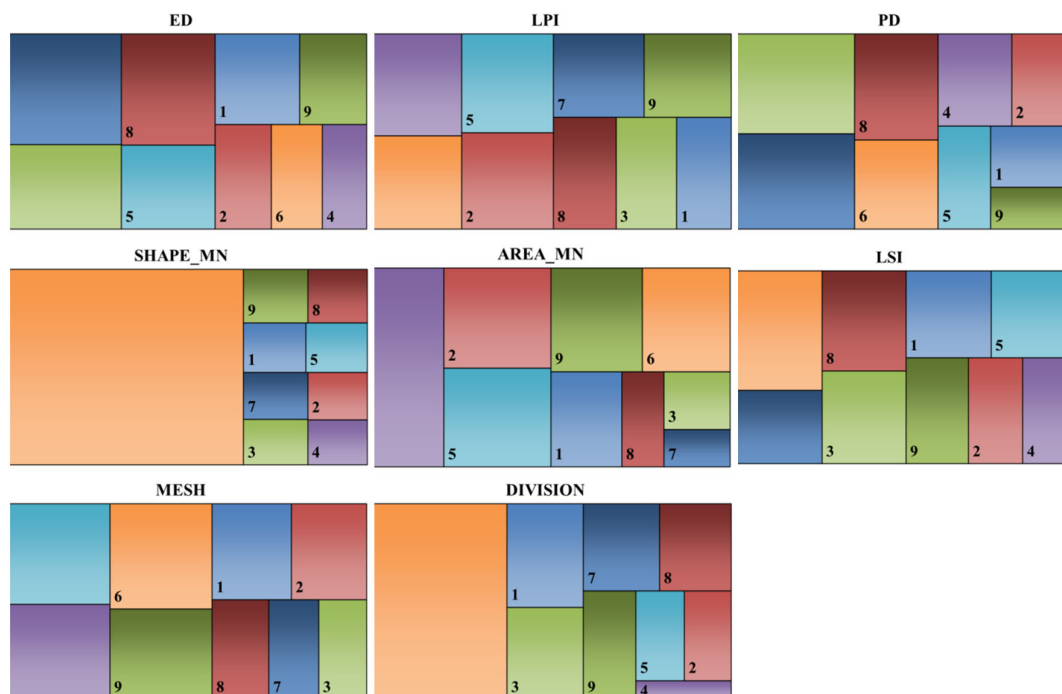 ED LPI PD
1 9
8
5 2 6 4
5 7 9
2 8 3 1
8 4 2
6 5 1
9
SHAPE_MN AREA_MN LSI
9 8
1 5
7 2
3 4
2 9 6
3
5 1 8 7
8 1 5
3 9 2 4
MESH DIVISION
6 1 2
9 8 7 3
1 7 8
5 2
3 9 4